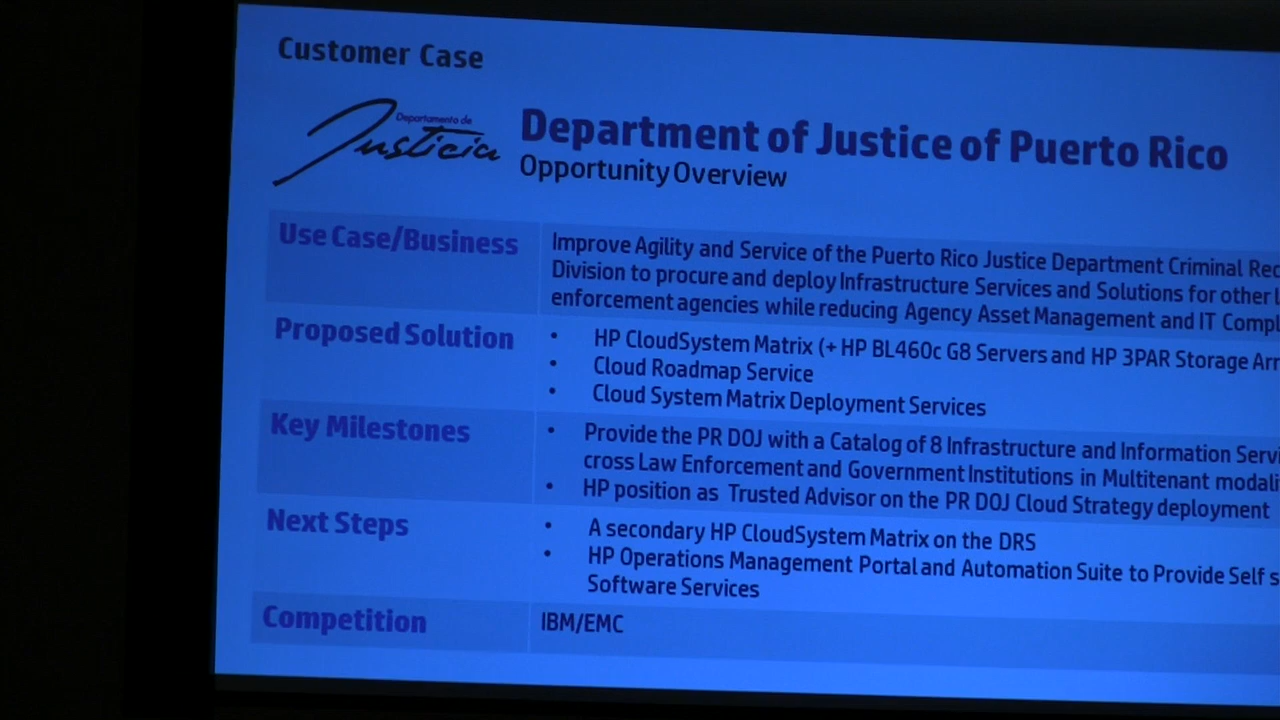 Customer Case
Departamento de
Justicia
Department of Justice of Puerto Rico
Opportunity Overview
Use Case/Business
Improve Agility and Service of the Puerto Rico Justice Department Criminal
Division to procure and deploy Infrastructure Services and Solutions for other
enforcement agencies while reducing Agency Asset Management and IT
Proposed Solution
• HP CloudSystem Matrix (+ HP BL460c G8 Servers and HP 3PAR Storage
• Cloud Roadmap Service
• Cloud System Matrix Deployment Services
Key Milestones
• Provide the PR DOJ with a Catalog of 8 Infrastructure and Information
cross Law Enforcement and Government Institutions in Multitenant
• HP position as Trusted Advisor on the PR DOJ Cloud Strategy deployment
Next Steps
• A secondary HP CloudSystem Matrix on the DRS
• HP Operations Management Portal and Automation Suite to Provide Self
Software Services
Competition
IBM/EMC